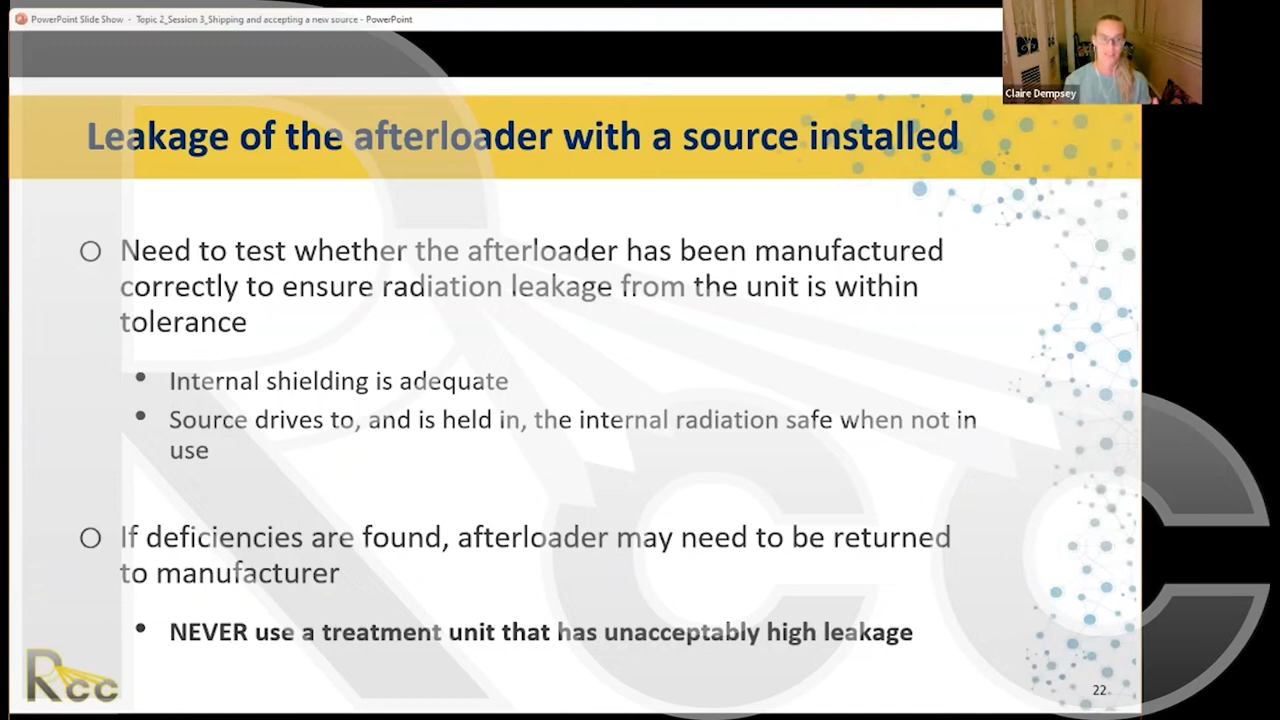 PowerPoint Slide Show - Topic 2_Session 3_Shipping and accepting a new source - PowerPoint
Claire Dempsey
Leakage of the afterloader with a source installed
Need to test whether the afterloader has been manufactured
correctly to ensure radiation leakage from the unit is within
tolerance
Internal shielding is adequate
Source drives to, and is held in, the internal radiation safe when not in
use
If deficiencies are found, afterloader may need to be returned
to manufacturer
NEVER use a treatment unit that has unacceptably high leakage
Rcc
22
Rcc